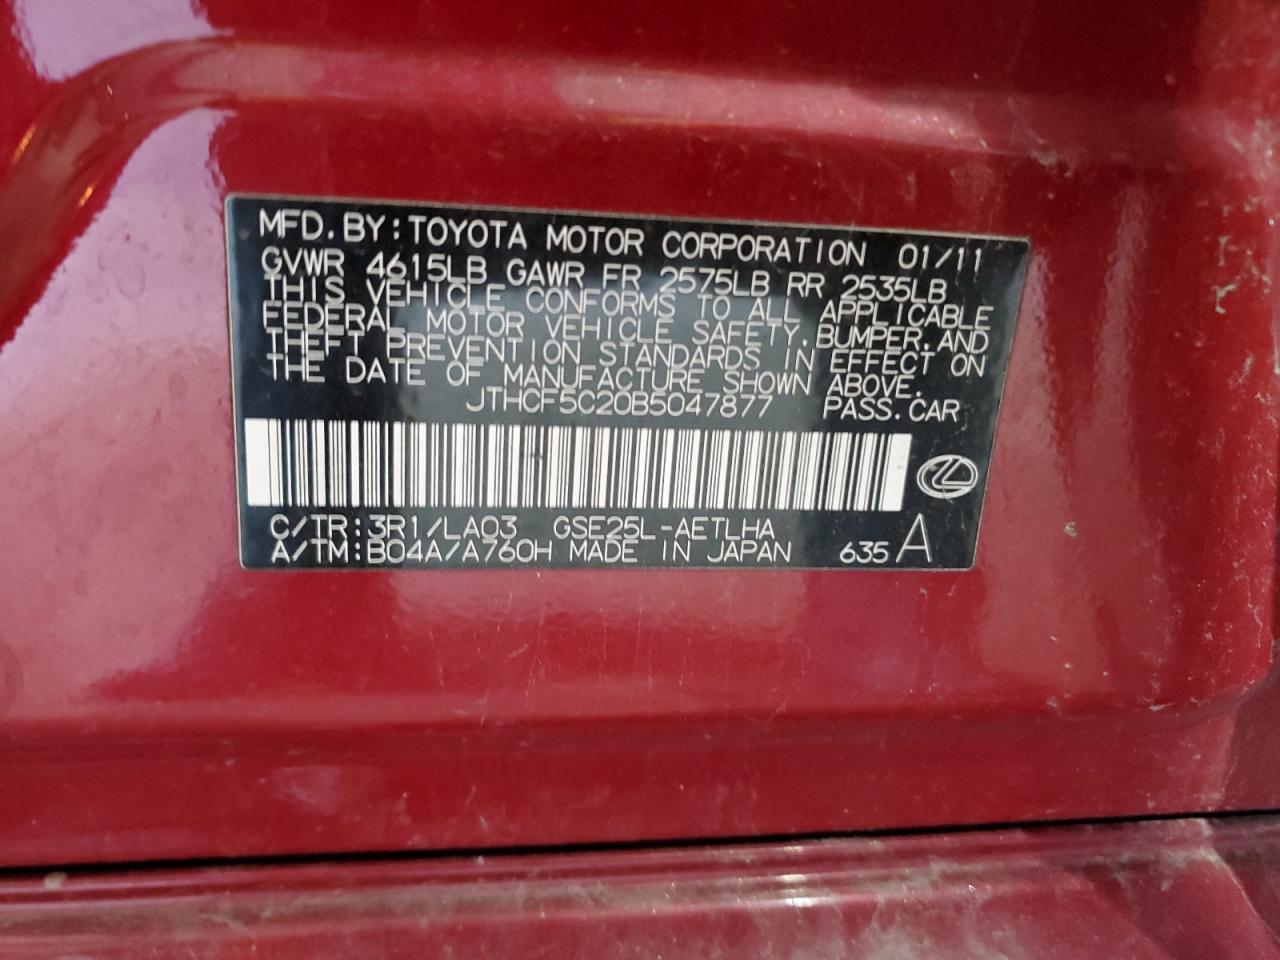 MFD.BY:TOYOTA MOTOR CORPORATION 01/11
GVWR 4615LB GAWR FR 2575LB RR 2535LB
THIS VEHICLE CONFORMS TO ALL APPLICABLE
FEDERAL MOTOR VEHICLE SAFETY,BUMPER,AND
THEFT PREVENTION STANDARDS IN EFFECT ON
THE DATE OF MANUFACTURE SHOWN ABOVE.
JTHCF5C20B5047877 PASS.CAR
C/TR:3R1/LA03 GSE25L-AETLHA
A/TM:B04A/A760H MADE IN JAPAN 635 A